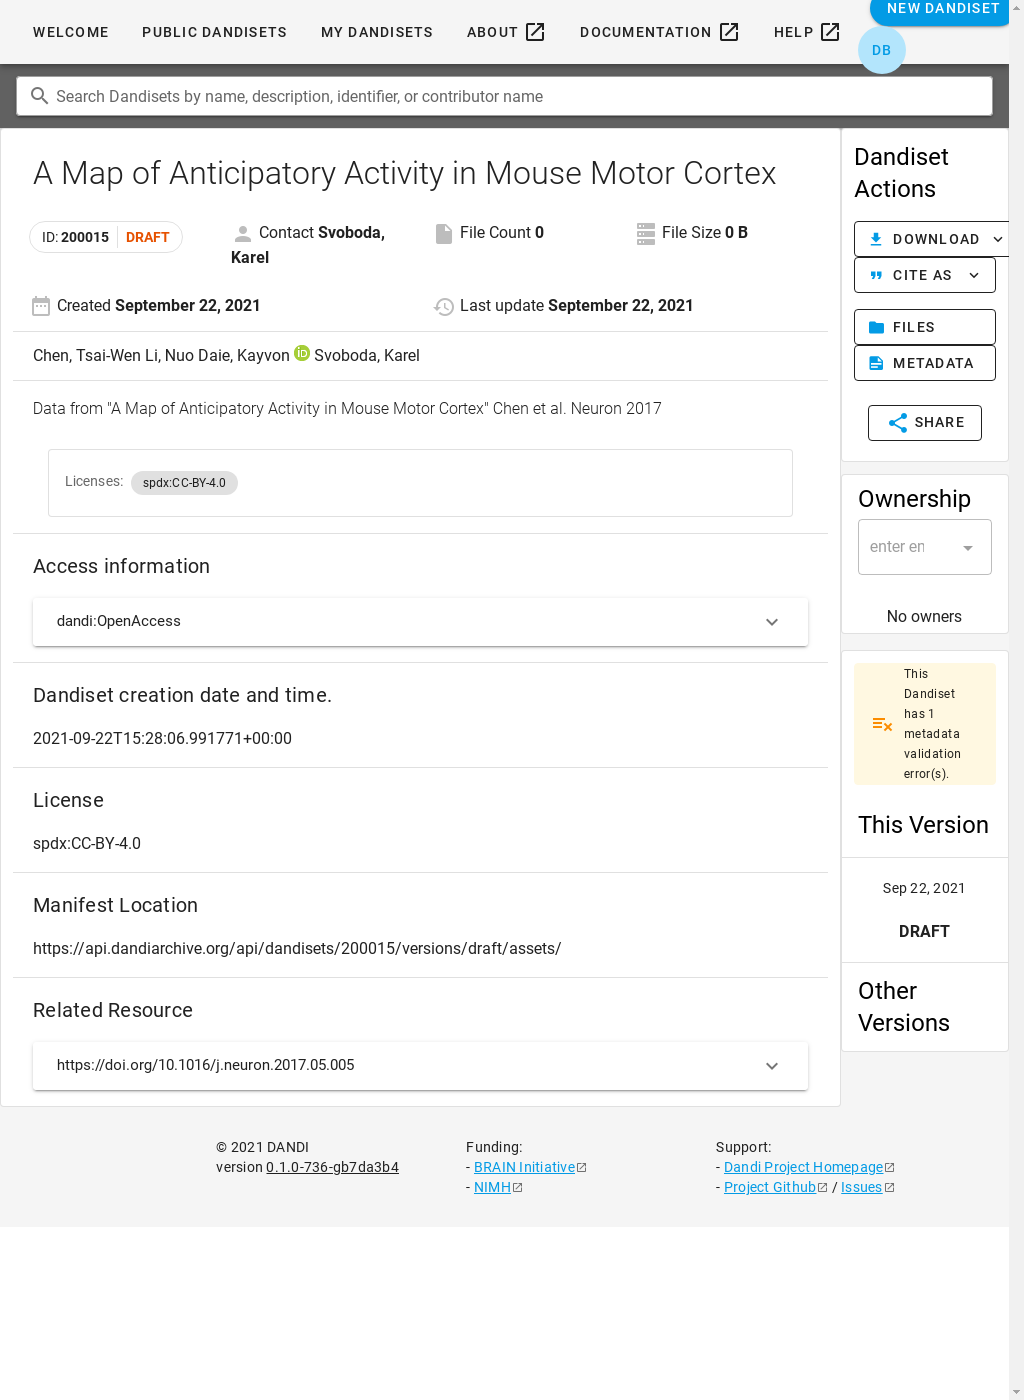 WELCOME
PUBLIC DANDISETS
MY DANDISETS
ABOUT
DOCUMENTATION
HELP
NEW DANDISET
DB
Search Dandisets by name, description, identifier, or contributor name
A Map of Anticipatory Activity in Mouse Motor Cortex
ID: 200015 DRAFT
Contact Svoboda,
Karel
File Count 0
File Size 0 B
Created September 22, 2021
Last update September 22, 2021
Chen, Tsai-Wen Li, Nuo Daie, Kayvon iD Svoboda, Karel
Data from "A Map of Anticipatory Activity in Mouse Motor Cortex" Chen et al. Neuron 2017
Licenses: spdx:CC-BY-4.0
Access information
dandi:OpenAccess
Dandiset creation date and time.
2021-09-22T15:28:06.991771+00:00
License
spdx:CC-BY-4.0
Manifest Location
https://api.dandiarchive.org/api/dandisets/200015/versions/draft/assets/
Related Resource
https://doi.org/10.1016/j.neuron.2017.05.005
Dandiset
Actions
DOWNLOAD
CITE AS
FILES
METADATA
SHARE
Ownership
enter en
No owners
This
Dandiset
has 1
metadata
validation
error(s).
This Version
Sep 22, 2021
DRAFT
Other
Versions
© 2021 DANDI
version 0.1.0-736-gb7da3b4
Funding:
- BRAIN Initiative
- NIMH
Support:
- Dandi Project Homepage
- Project Github / Issues